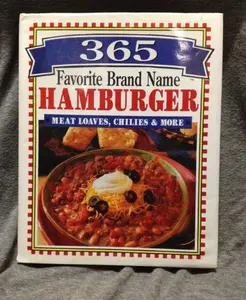 365
Favorite Brand Name
HAMBURGER
MEAT LOAVES, CHILIES & MORE